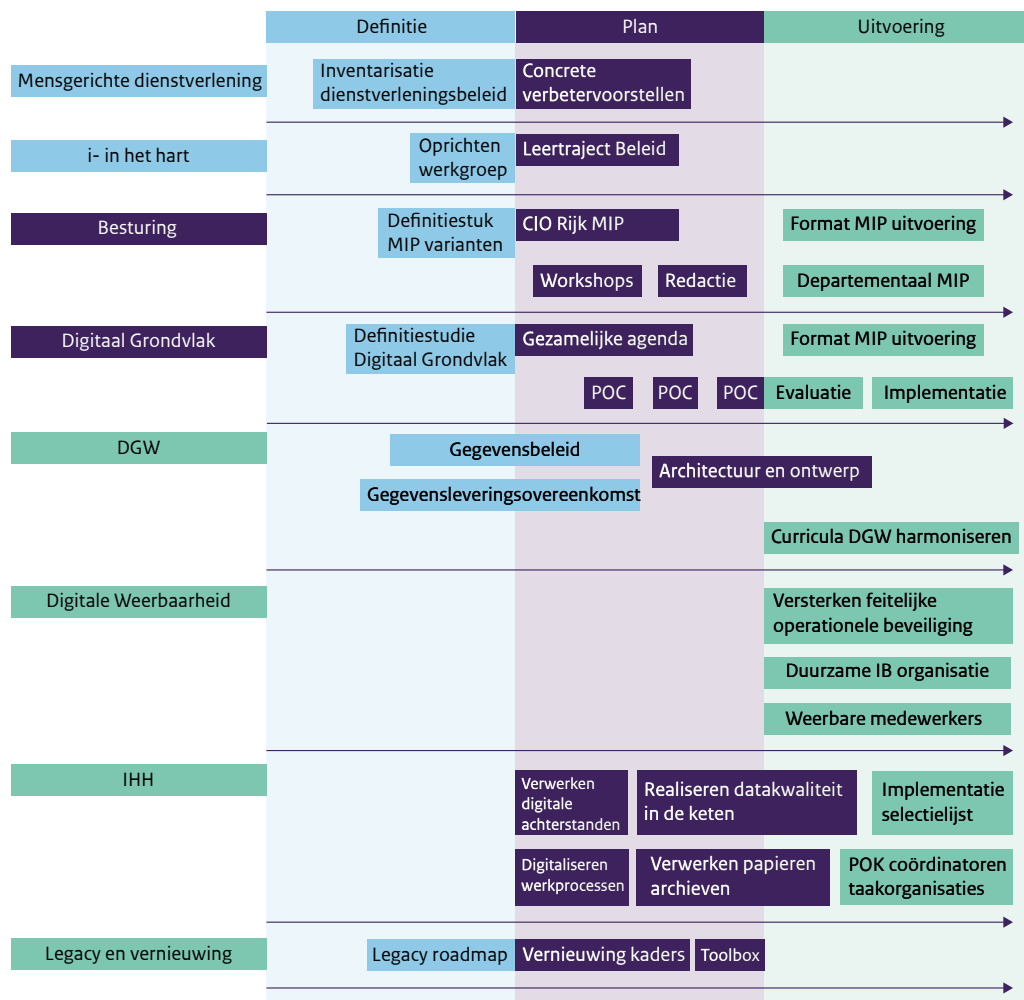 Definitie
Plan
Uitvoering
Mensgerichte dienstverlening
Inventarisatie
dienstverleningsbeleid
Concrete
verbetervoorstellen
i- in het hart
Oprichten
werkgroep
Leertraject Beleid
Besturing
Definitiestuk
MIP varianten
CIO Rijk MIP
Format MIP uitvoering
Workshops
Redactie
Departementaal MIP
Digitaal Grondvlak
Definitiestudie
Digitaal Grondvlak
Gezamelijke agenda
Format MIP uitvoering
POC
POC
POC
Evaluatie
Implementatie
DGW
Gegevensbeleid
Architectuur en ontwerp
Gegevensleveringsovereenkomst
Curricula DGW harmoniseren
Digitale Weerbaarheid
Versterken feitelijke
operationele beveiliging
Duurzame IB organisatie
Weerbare medewerkers
IHH
Verwerken
digitale
achterstanden
Realiseren datakwaliteit
in de keten
Implementatie
selectielijst
Digitaliseren
werkprocessen
Verwerken papieren
archieven
POK coördinatoren
taakorganisaties
Legacy en vernieuwing
Legacy roadmap
Vernieuwing kaders
Toolbox